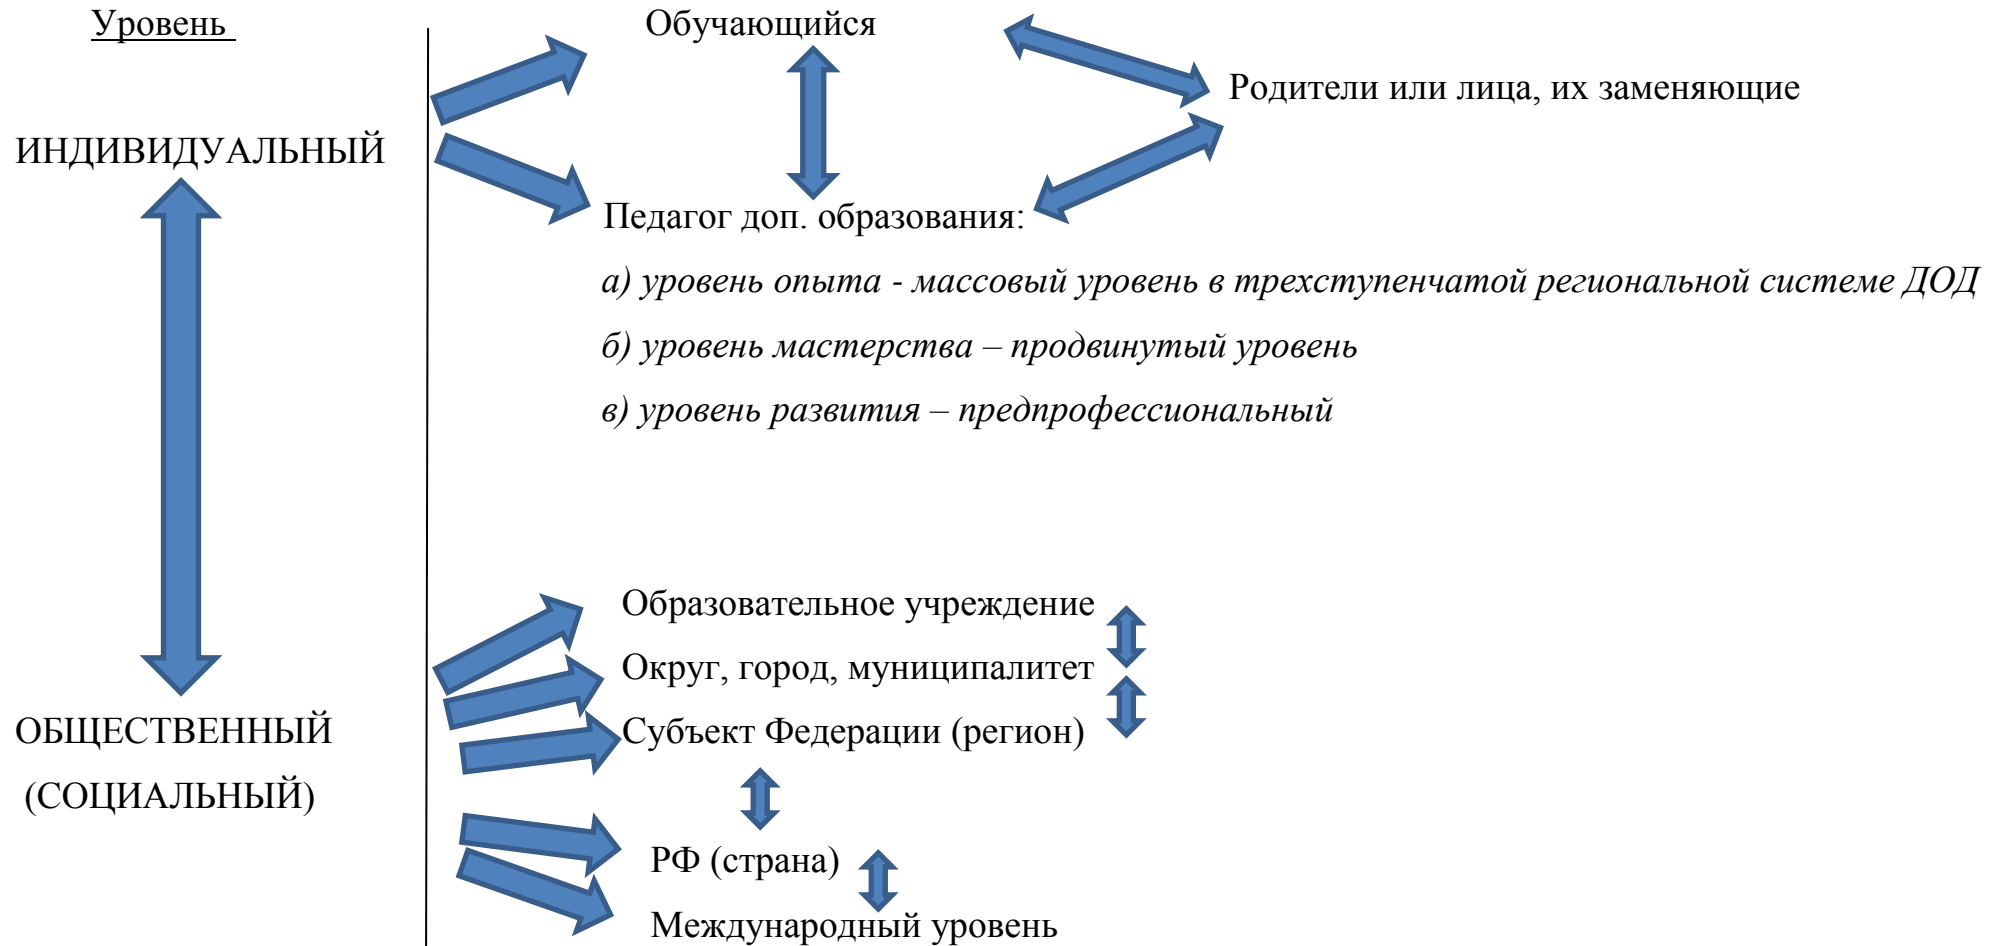 Уровень
Обучающийся
Родители или лица, их заменяющие
ИНДИВИДУАЛЬНЫЙ
Педагог доп. образования:
а) уровень опыта - массовый уровень в трехступенчатой региональной системе ДОД
б) уровень мастерства – продвинутый уровень
в) уровень развития – предпрофессиональный
Образовательное учреждение
Округ, город, муниципалитет
ОБЩЕСТВЕННЫЙ
Субъект Федерации (регион)
(СОЦИАЛЬНЫЙ)
РФ (страна)
Международный уровень